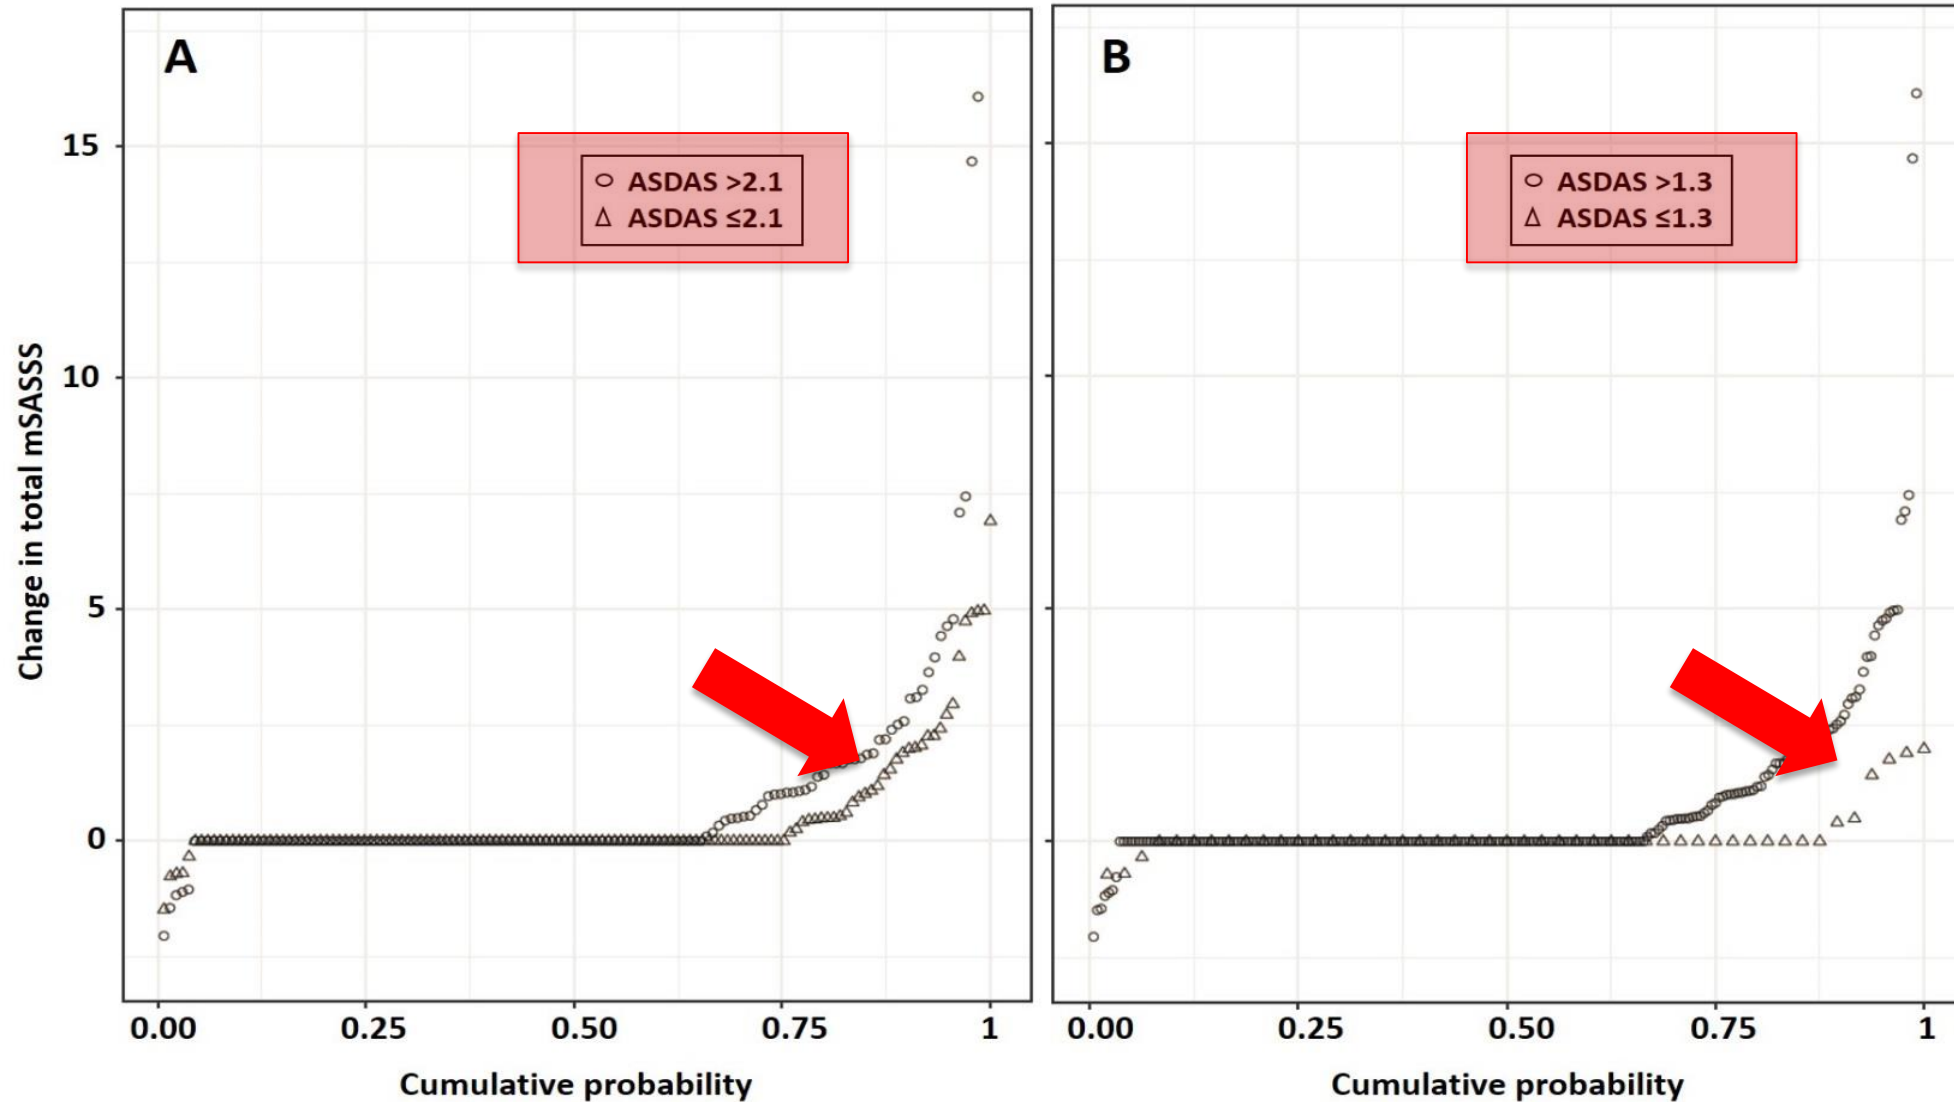 A
B
ASDAS >2.1
ASDAS ≤2.1
ASDAS >1.3
ASDAS ≤1.3
Change in total mSASSS
15
10
5
0
0.00 0.25 0.50 0.75 1
0.00 0.25 0.50 0.75 1
Cumulative probability
Cumulative probability